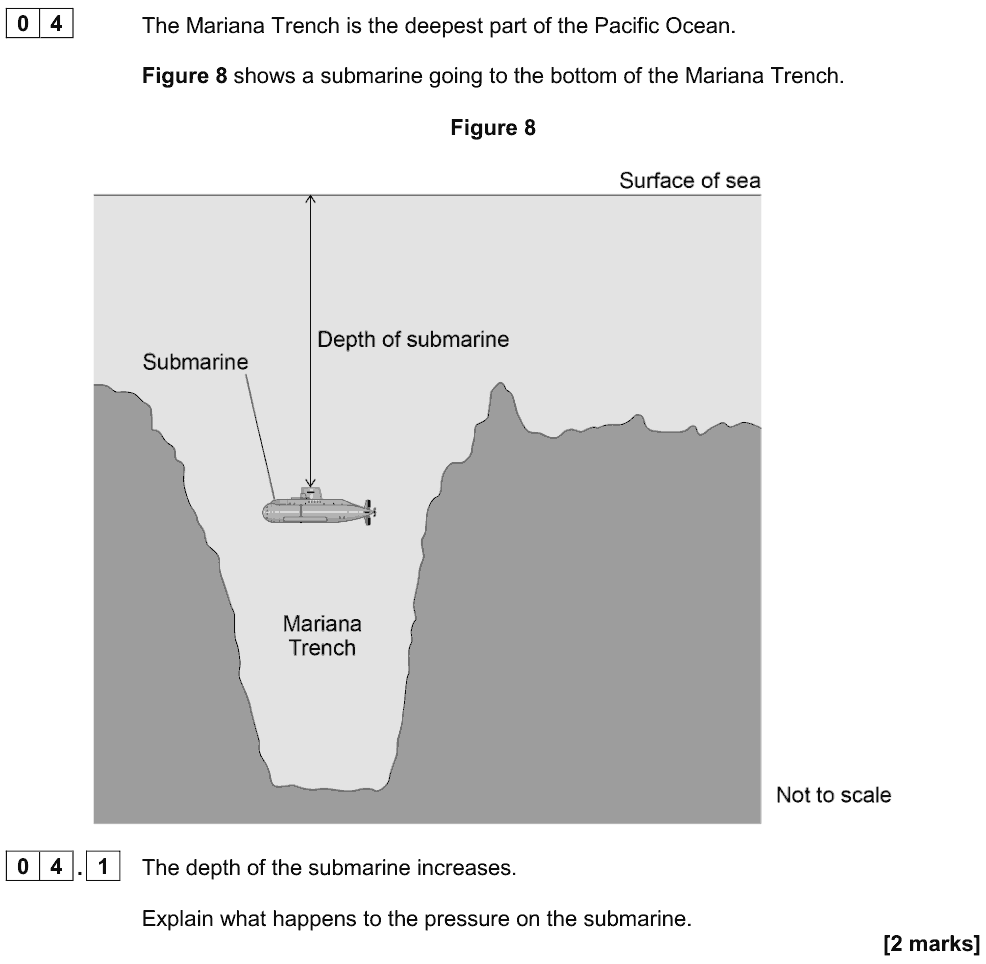 0 4 The Mariana Trench is the deepest part of the Pacific Ocean.
Figure 8 shows a submarine going to the bottom of the Mariana Trench.
Figure 8
Surface of sea
Depth of submarine
Submarine
Mariana
Trench
Not to scale
0 4 . 1 The depth of the submarine increases.
Explain what happens to the pressure on the submarine.
[2 marks]